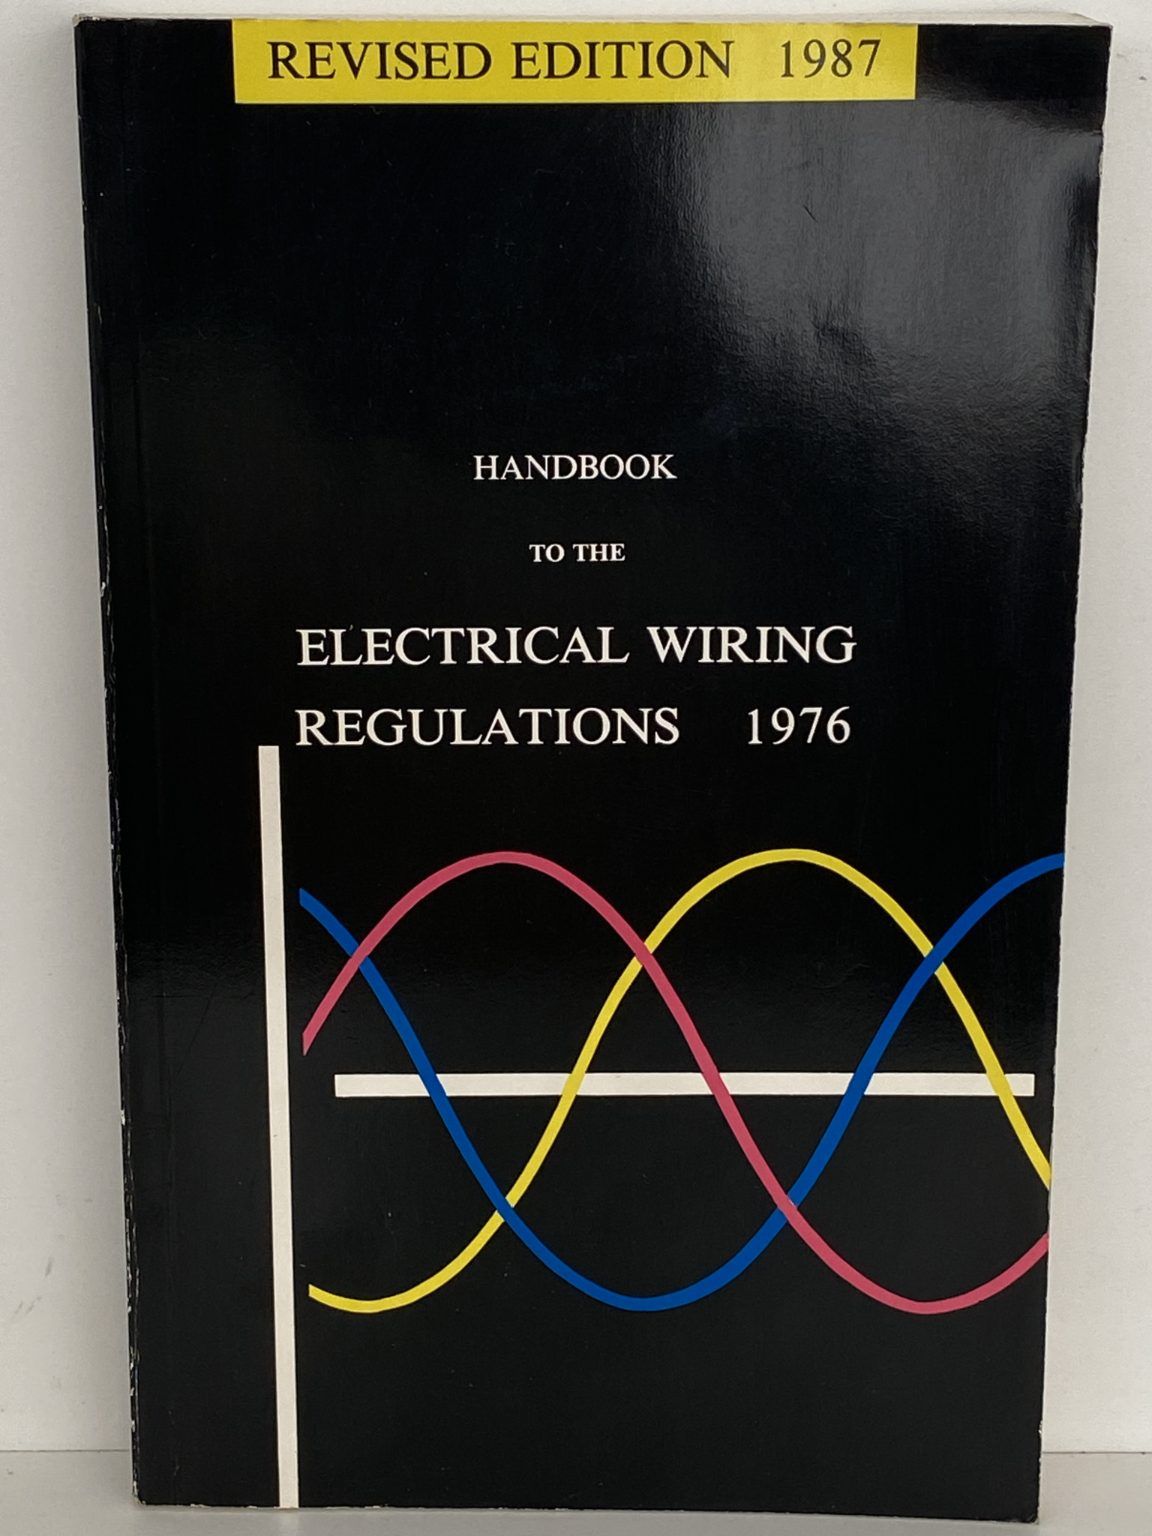 REVISED EDITION 1987
HANDBOOK
TO THE
ELECTRICAL WIRING
REGULATIONS 1976